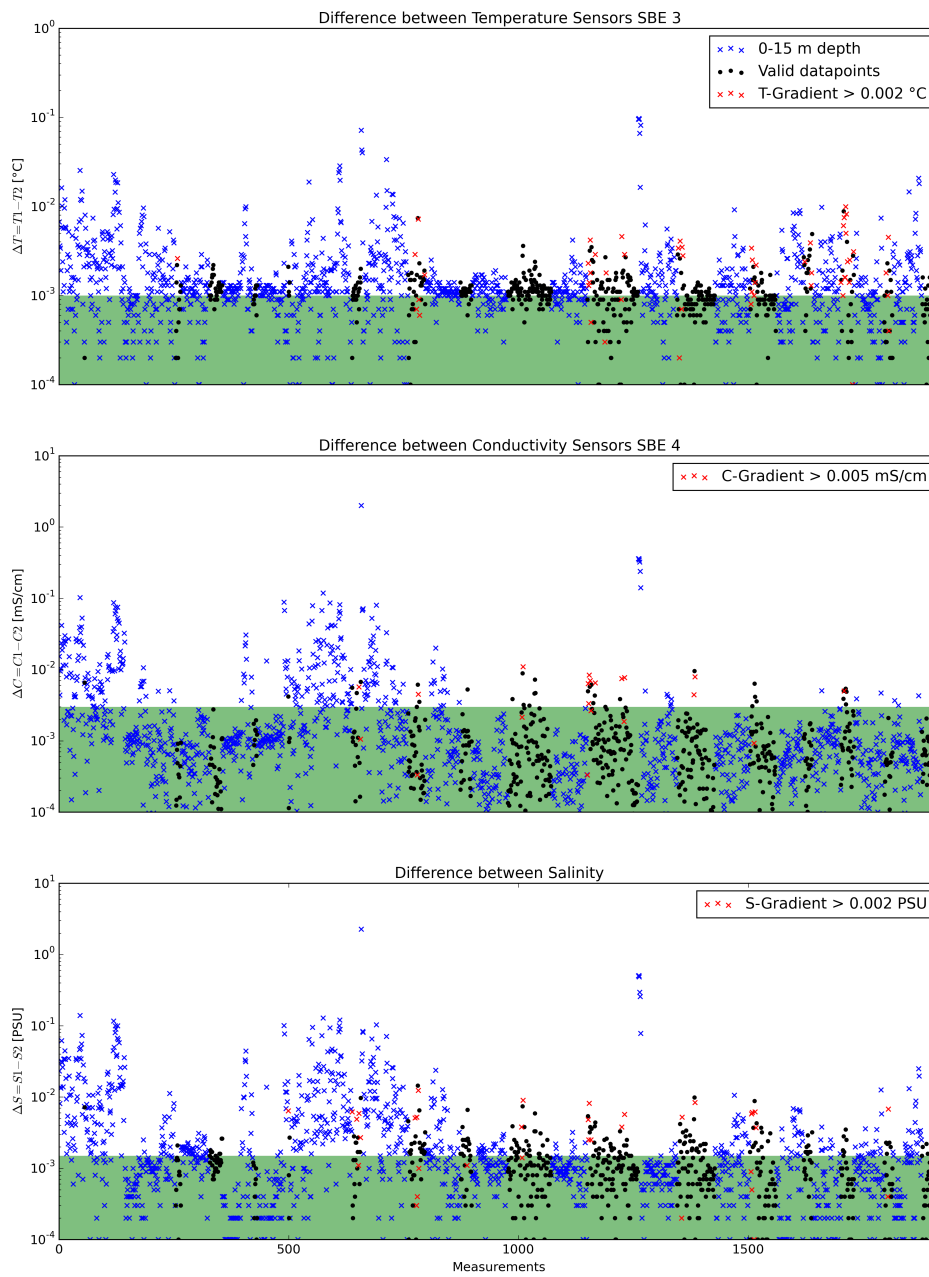 Difference between Temperature Sensors SBE 3
10^0
10^-1
10^-2
10^-3
10^-4
ΔT=T1−T2 [°C]
0-15 m depth
Valid datapoints
T-Gradient > 0.002 °C
Difference between Conductivity Sensors SBE 4
10^1
10^0
10^-1
10^-2
10^-3
10^-4
ΔC=C1−C2 [mS/cm]
C-Gradient > 0.005 mS/cm
Difference between Salinity
10^1
10^0
10^-1
10^-2
10^-3
10^-4
ΔS=S1−S2 [PSU]
S-Gradient > 0.002 PSU
0 500 1000 1500
Measurements